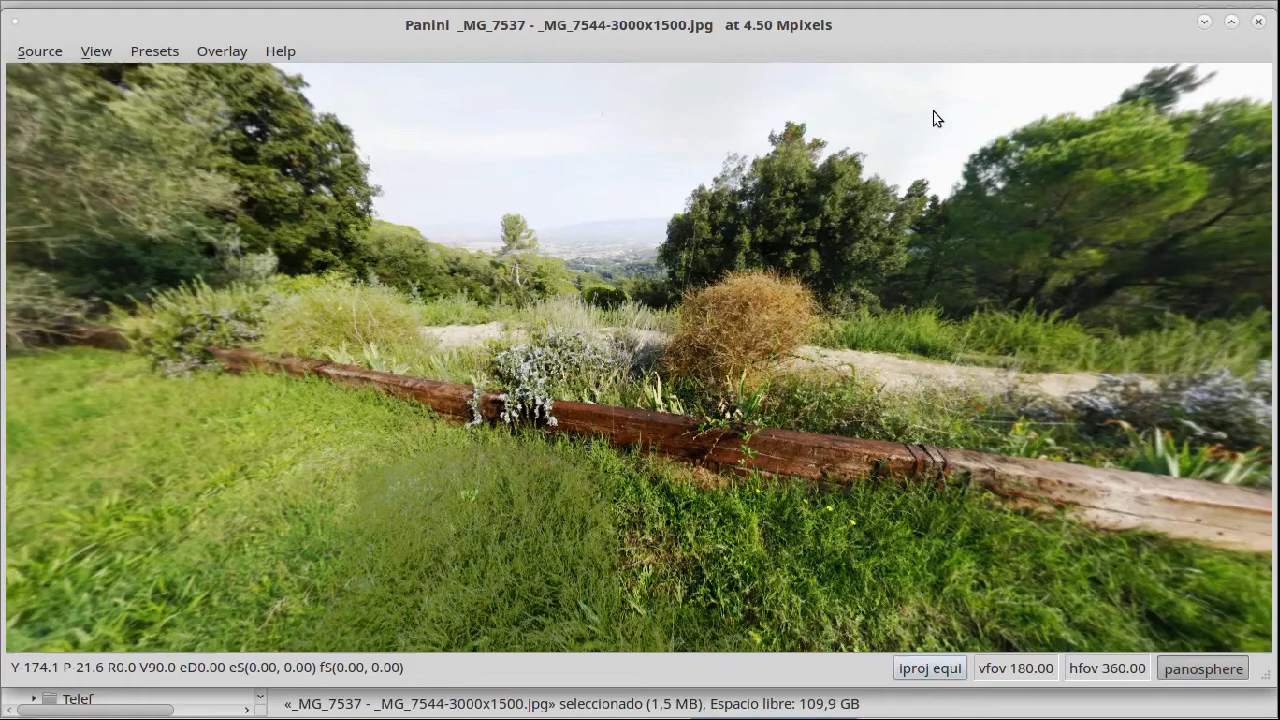 Panini _MG_7537 - _MG_7544-3000x1500.jpg at 4.50 Mpixels
Source View Presets Overlay Help
Y 174.1 P 21.6 R0.0 V90.0 eD0.00 eS(0.00, 0.00) fS(0.00, 0.00) iproj equi vfov 180.00 hfov 360.00 panosphere
Telef
«_MG_7537 - _MG_7544-3000x1500.jpg» seleccionado (1,5 MB), Espacio libre: 109,9 GB